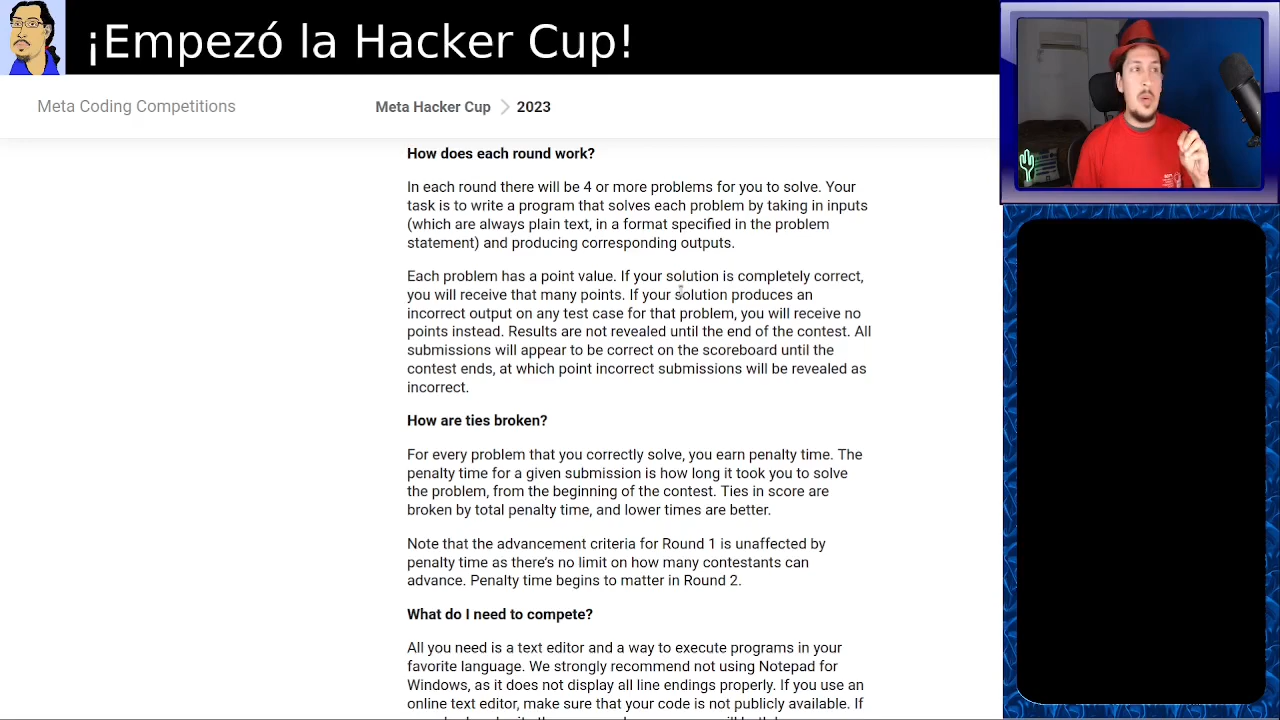 ¡Empezó la Hacker Cup!
Meta Coding Competitions
Meta Hacker Cup > 2023
How does each round work?
In each round there will be 4 or more problems for you to solve. Your
task is to write a program that solves each problem by taking in inputs
(which are always plain text, in a format specified in the problem
statement) and producing corresponding outputs.
Each problem has a point value. If your solution is completely correct,
you will receive that many points. If your solution produces an
incorrect output on any test case for that problem, you will receive no
points instead. Results are not revealed until the end of the contest. All
submissions will appear to be correct on the scoreboard until the
contest ends, at which point incorrect submissions will be revealed as
incorrect.
How are ties broken?
For every problem that you correctly solve, you earn penalty time. The
penalty time for a given submission is how long it took you to solve
the problem, from the beginning of the contest. Ties in score are
broken by total penalty time, and lower times are better.
Note that the advancement criteria for Round 1 is unaffected by
penalty time as there's no limit on how many contestants can
advance. Penalty time begins to matter in Round 2.
What do I need to compete?
All you need is a text editor and a way to execute programs in your
favorite language. We strongly recommend not using Notepad for
Windows, as it does not display all line endings properly. If you use an
online text editor, make sure that your code is not publicly available. If